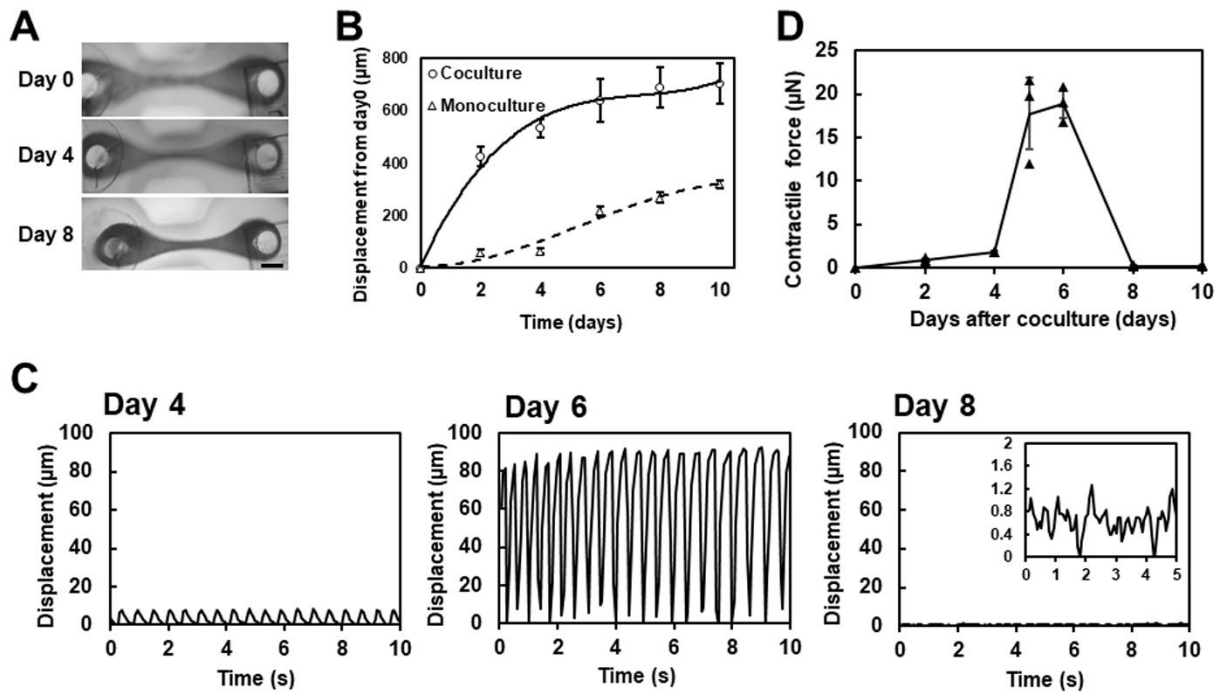 A
Day 0
Day 4
Day 8
B
Displacement from day0 (µm)
800
600
400
200
0
Coculture
Monoculture
0 2 4 6 8 10
Time (days)
D
Contractile force (µN)
25
20
15
10
5
0
0 2 4 6 8 10
Days after coculture (days)
C
Day 4
Displacement (µm)
100
80
60
40
20
0
0 2 4 6 8 10
Time (s)
Day 6
Displacement (µm)
100
80
60
40
20
0
0 2 4 6 8 10
Time (s)
Day 8
Displacement (µm)
100
80
60
40
20
0
2
1.6
1.2
0.8
0.4
0
0 1 2 3 4 5
0 2 4 6 8 10
Time (s)